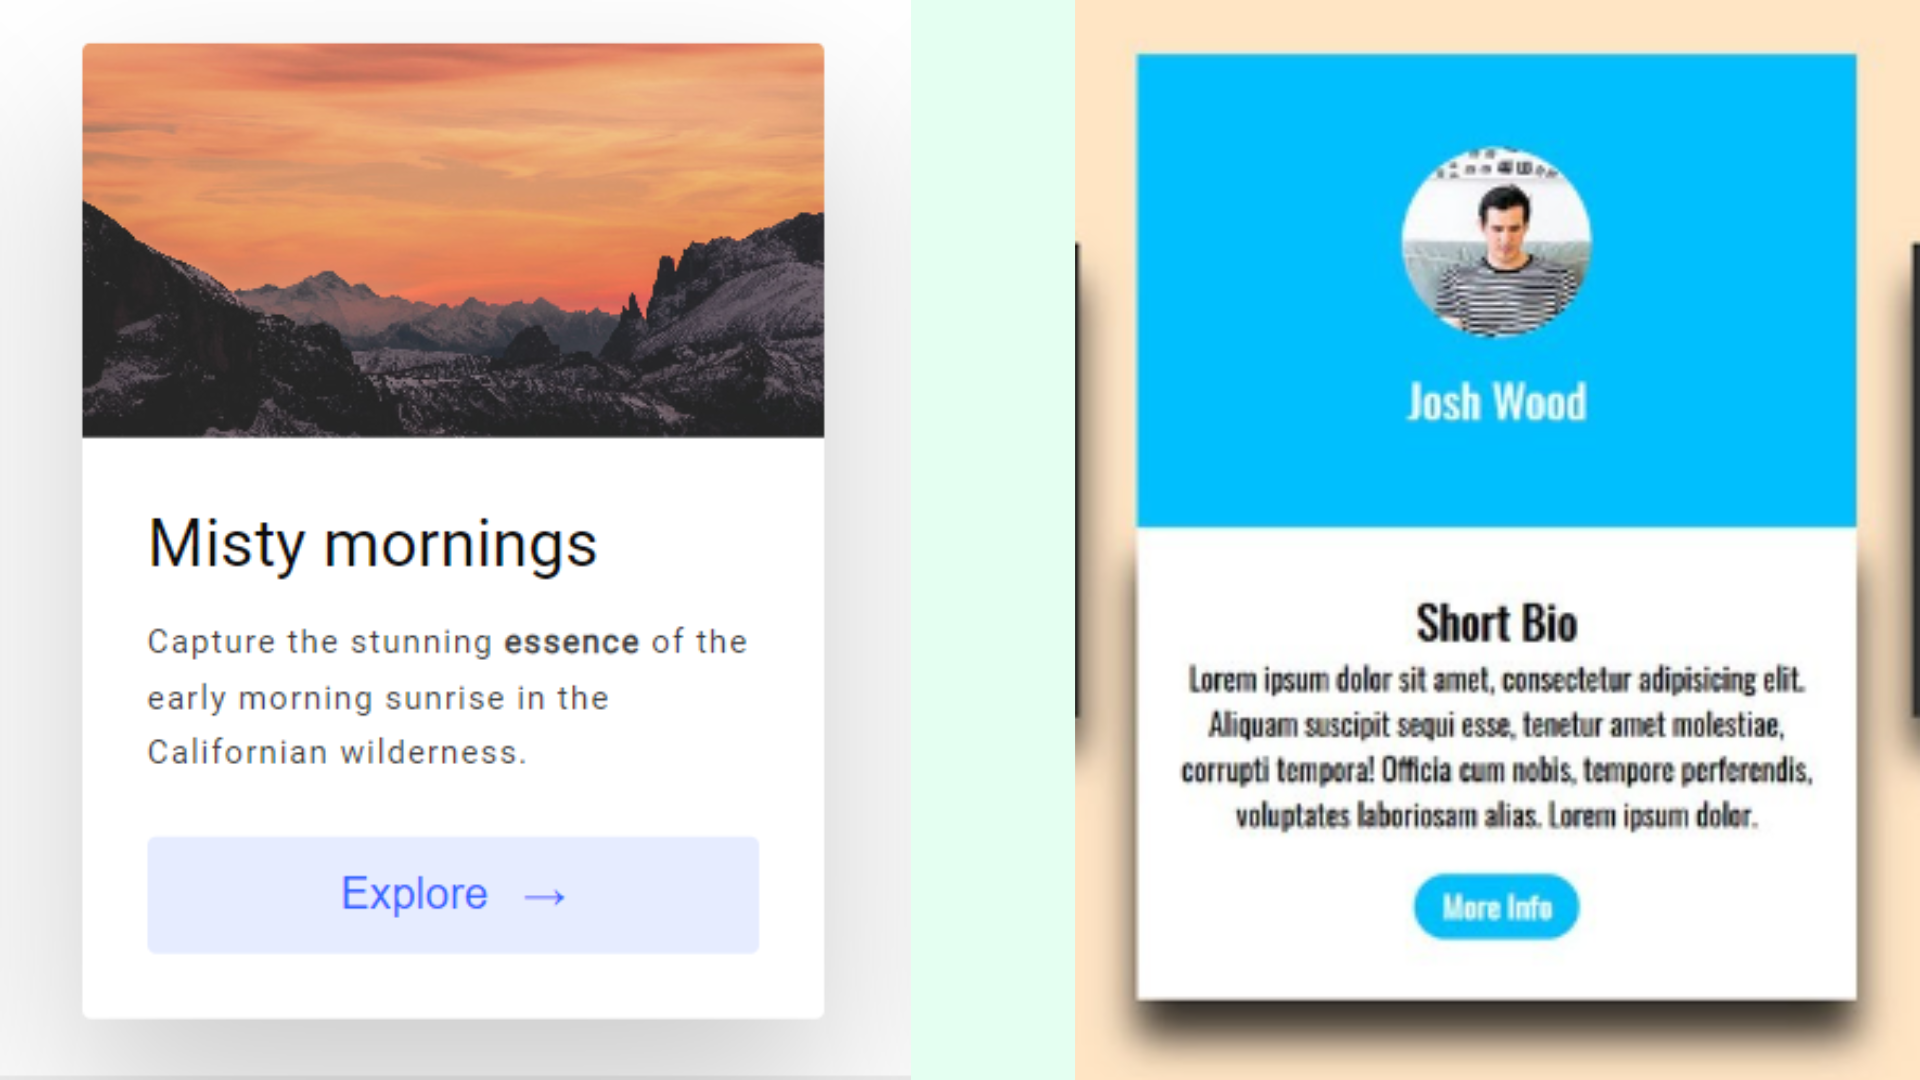 Misty mornings
Capture the stunning essence of the
early morning sunrise in the
Californian wilderness.
Explore →
Josh Wood
Short Bio
Lorem ipsum dolor sit amet, consectetur adipisicing elit.
Aliquam suscipit sequi esse, tenetur amet molestiae,
corrupti tempora! Officia cum nobis, tempore perferendis,
voluptates laboriosam alias. Lorem ipsum dolor.
More Info